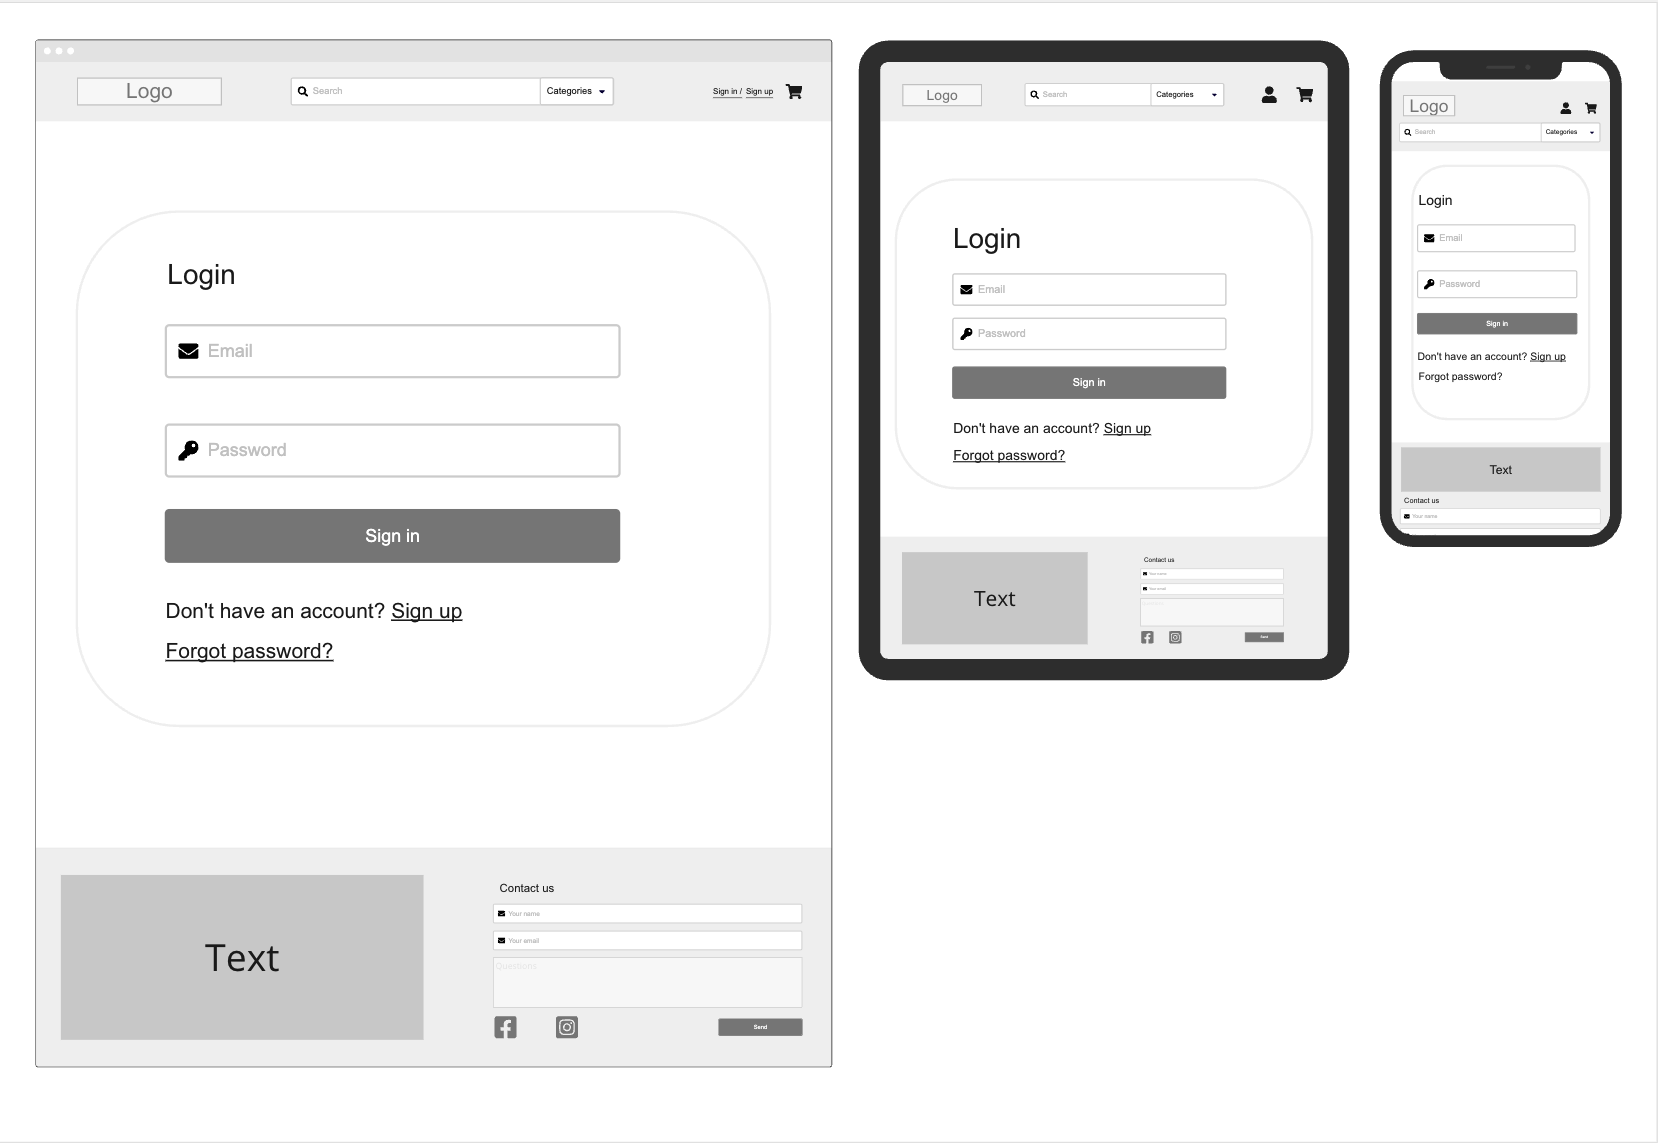 Logo
Search
Categories
Sign in / Sign up
Login
Email
Password
Sign in
Don't have an account? Sign up
Forgot password?
Text
Contact us
Your name
Your email
Questions
Send
Logo
Search
Categories
Login
Email
Password
Sign in
Don't have an account? Sign up
Forgot password?
Text
Contact us
Your name
Your email
Send
Logo
Search
Categories
Login
Email
Password
Sign in
Don't have an account? Sign up
Forgot password?
Text
Contact us
Your name